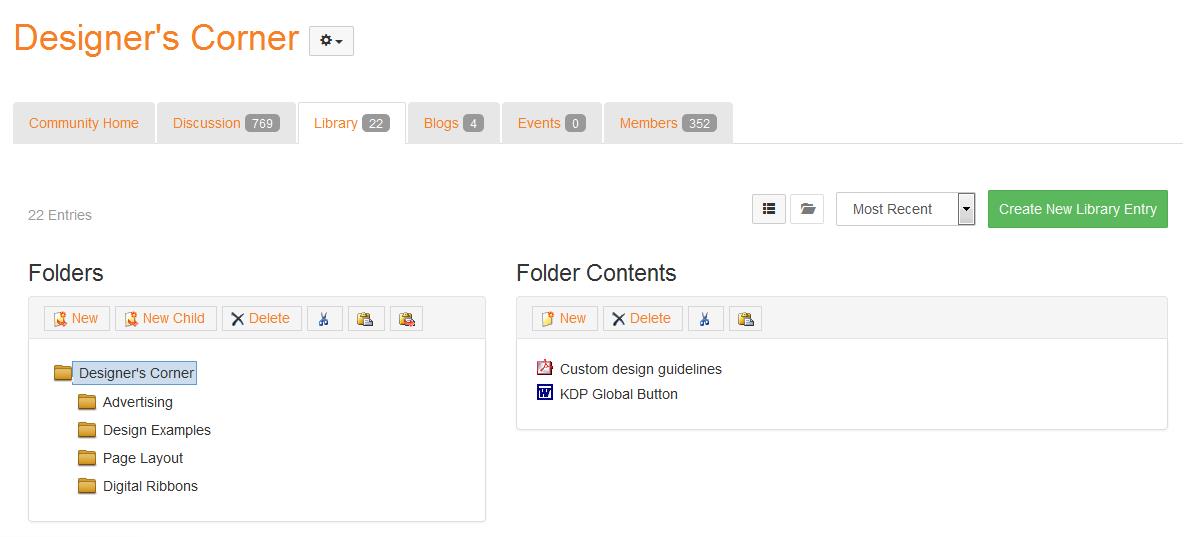 Designer's Corner
Community Home Discussion 769 Library 22 Blogs 4 Events 0 Members 352
22 Entries Most Recent Create New Library Entry
Folders
New New Child Delete
Designer's Corner
Advertising
Design Examples
Page Layout
Digital Ribbons
Folder Contents
New Delete
Custom design guidelines
KDP Global Button